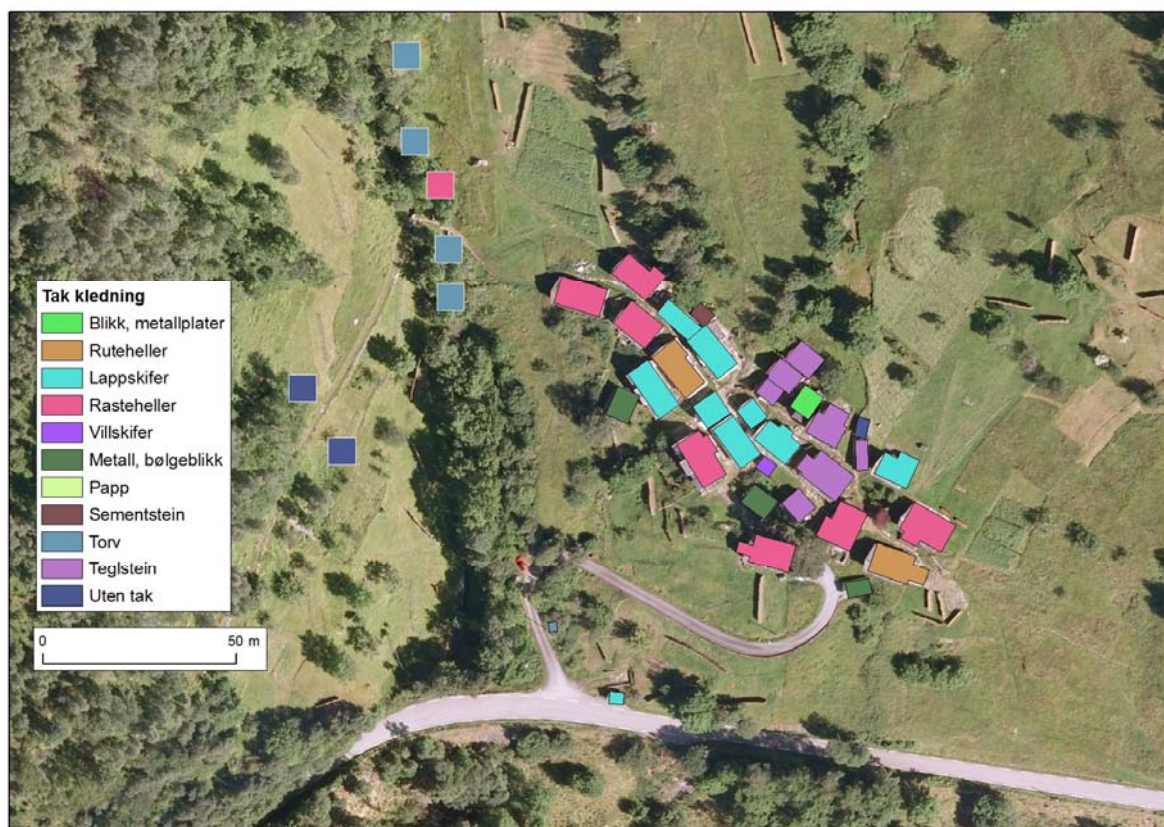 Tak kledning
Blikk, metallplater
Ruteheller
Lappskifer
Rasteheller
Villskifer
Metall, bølgeblikk
Papp
Sementstein
Torv
Teglstein
Uten tak
0 50 m